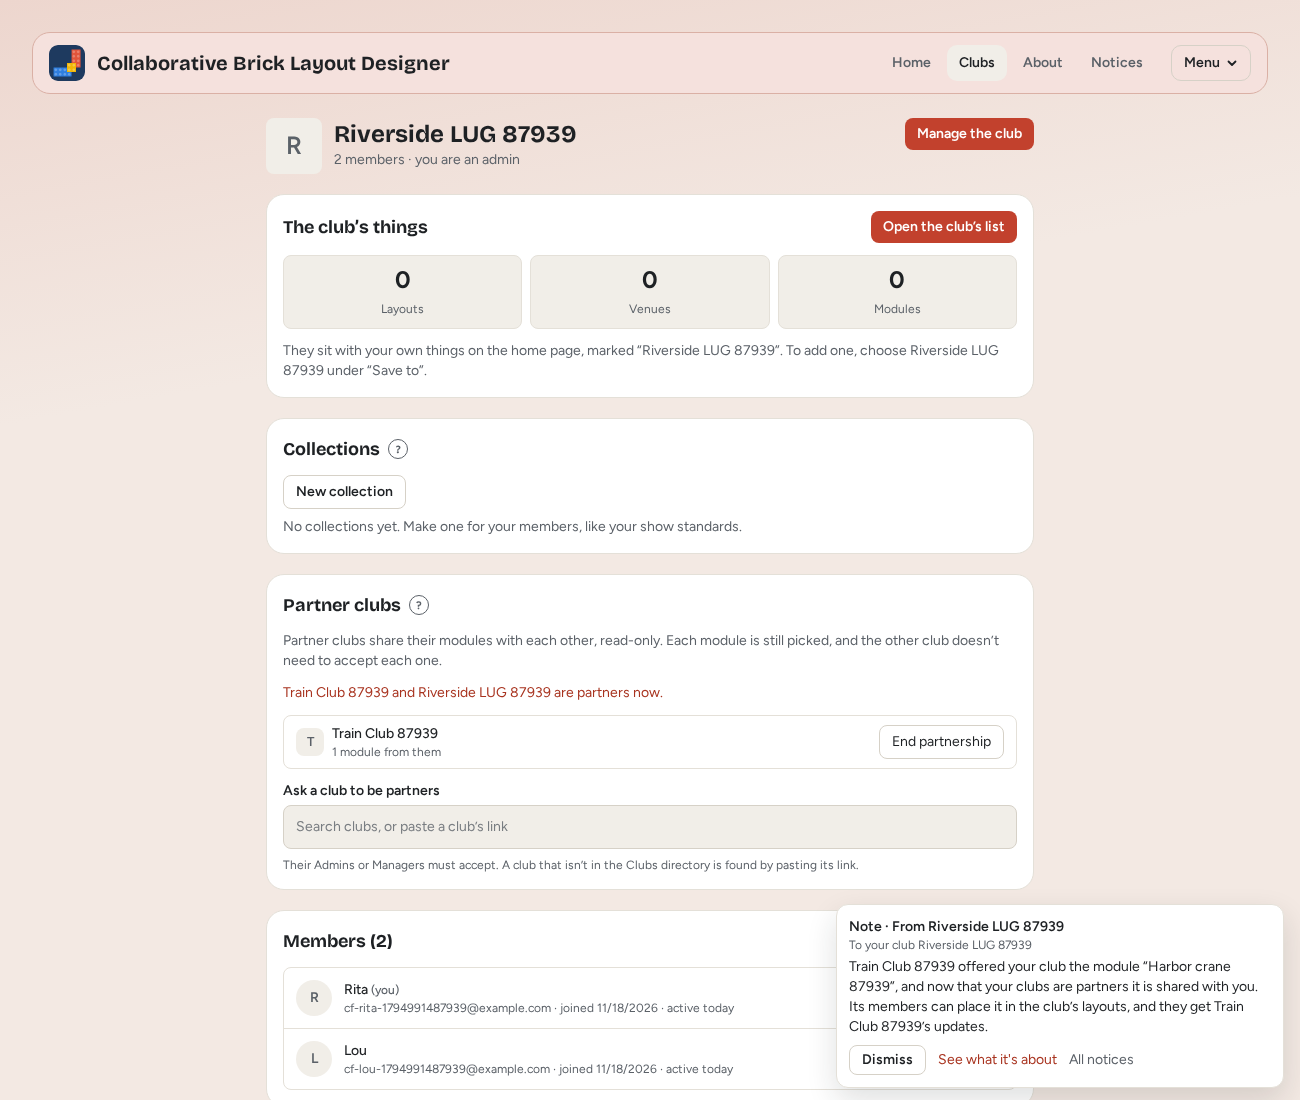 Collaborative Brick Layout Designer
Home Clubs About Notices Menu
R
Riverside LUG 87939
2 members · you are an admin
Manage the club
The club’s things
Open the club’s list
0 0 0
Layouts Venues Modules
They sit with your own things on the home page, marked “Riverside LUG 87939”. To add one, choose Riverside LUG
87939 under “Save to”.
Collections ?
New collection
No collections yet. Make one for your members, like your show standards.
Partner clubs ?
Partner clubs share their modules with each other, read-only. Each module is still picked, and the other club doesn’t
need to accept each one.
Train Club 87939 and Riverside LUG 87939 are partners now.
T
Train Club 87939
1 module from them
End partnership
Ask a club to be partners
Search clubs, or paste a club’s link
Their Admins or Managers must accept. A club that isn’t in the Clubs directory is found by pasting its link.
Members (2)
R
Rita (you)
cf-rita-1794991487939@example.com · joined 11/18/2026 · active today
L
Lou
cf-lou-1794991487939@example.com · joined 11/18/2026 · active today
Note · From Riverside LUG 87939
To your club Riverside LUG 87939
Train Club 87939 offered your club the module “Harbor crane
87939”, and now that your clubs are partners it is shared with you.
Its members can place it in the club’s layouts, and they get Train
Club 87939’s updates.
Dismiss See what it's about All notices